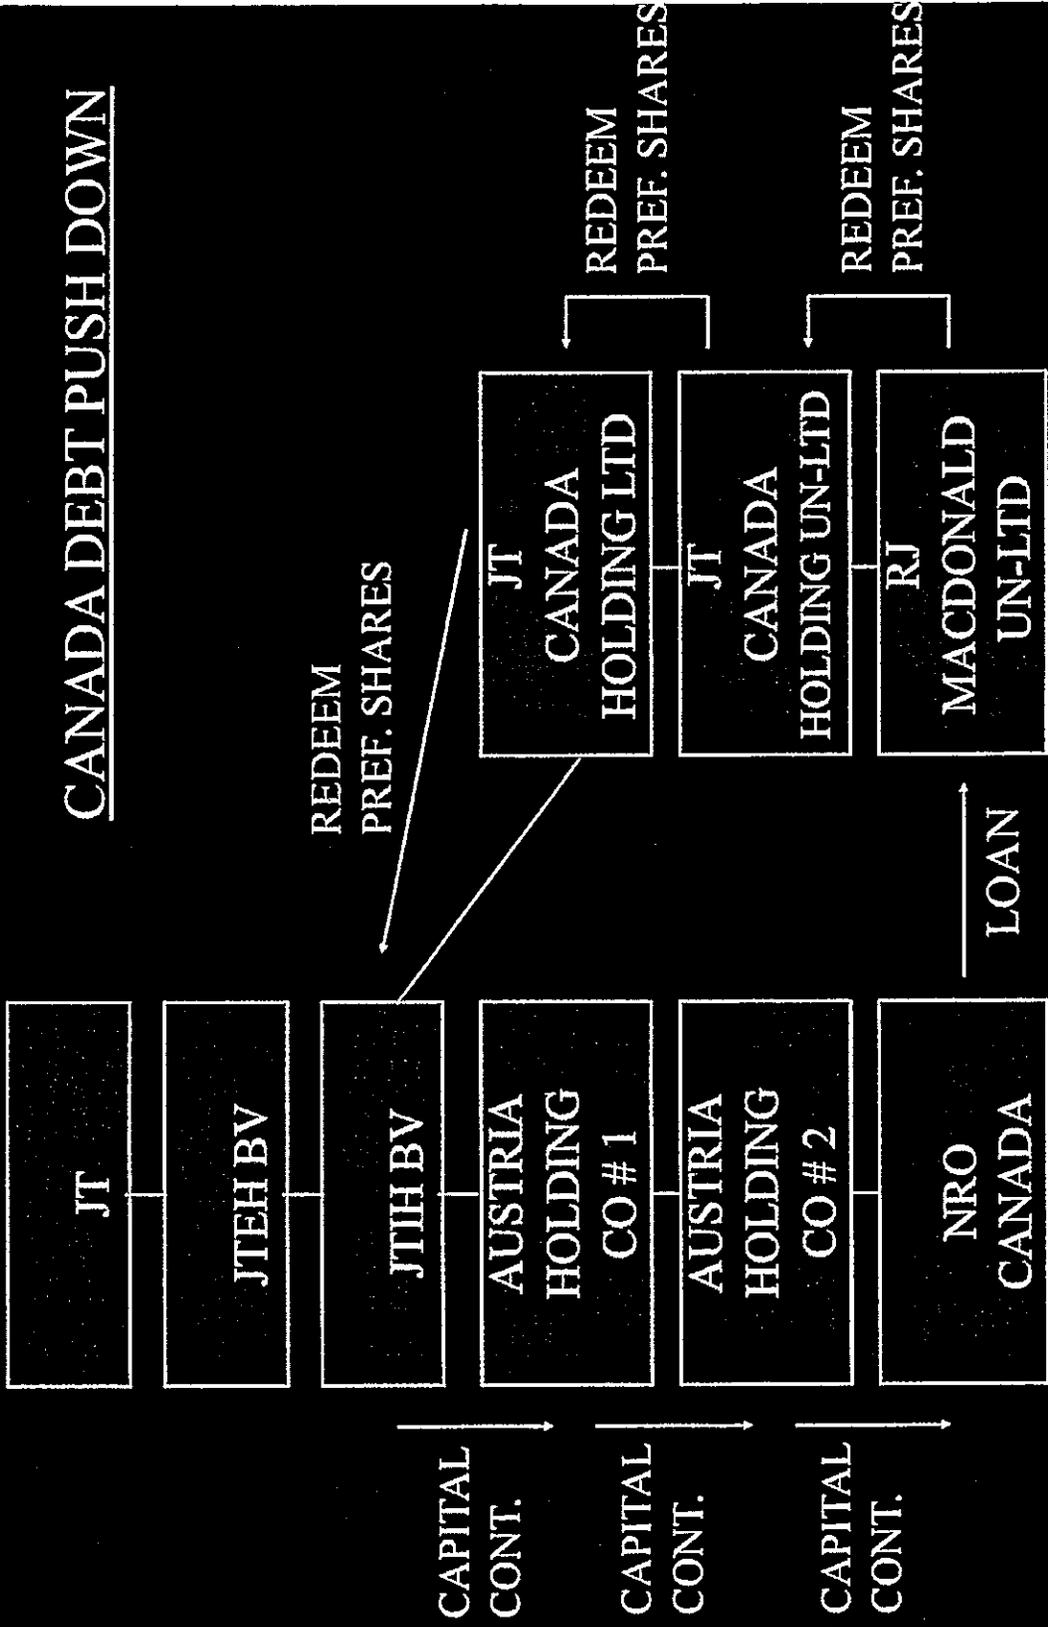 CANADA DEBT PUSH DOWN
JT
JTEH BV
JTIH BV
REDEEM
PREF. SHARES
CAPITAL
CONT.
AUSTRIA
HOLDING
CO # 1
JT
CANADA
HOLDING LTD
REDEEM
PREF. SHARES
CAPITAL
CONT.
AUSTRIA
HOLDING
CO # 2
JT
CANADA
HOLDING UN-LTD
REDEEM
PREF. SHARES
CAPITAL
CONT.
NRO
CANADA
LOAN
RJ
MACDONALD
UN-LTD